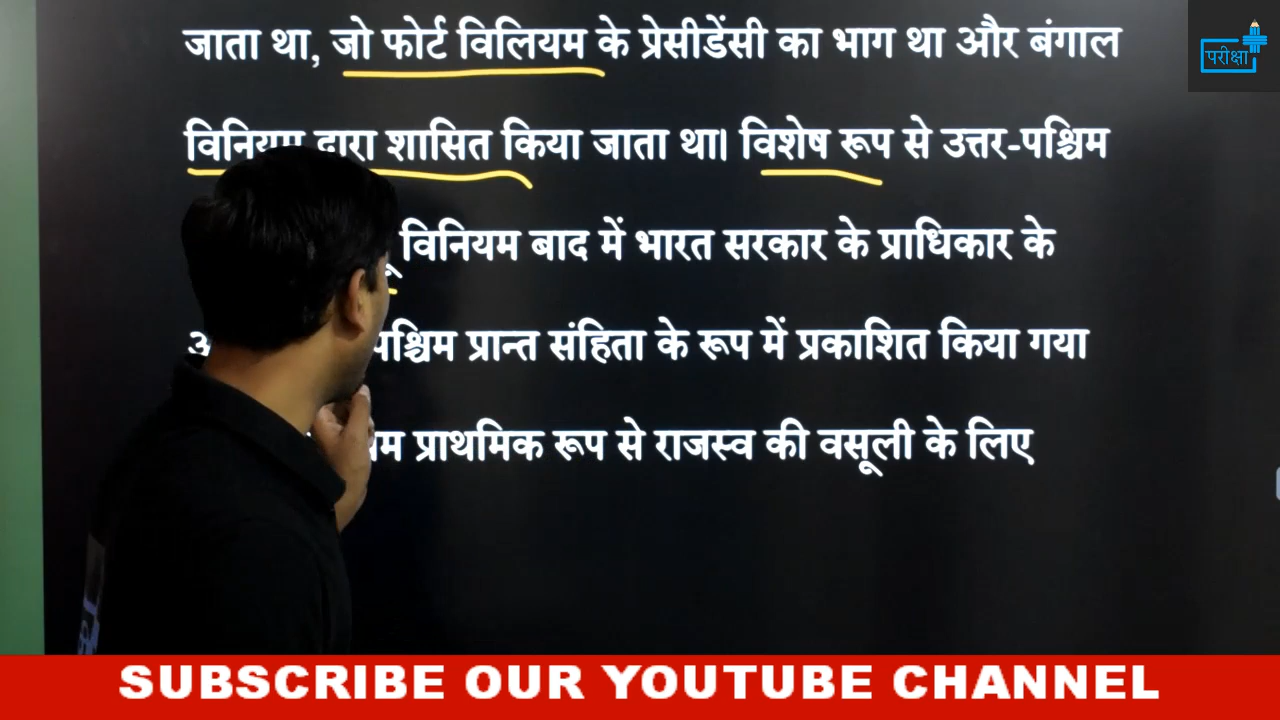 जाता था, जो फोर्ट विलियम के प्रेसीडेंसी का भाग था और बंगाल
परीक्षा
विनियम द्वारा शासित किया जाता था। विशेष रूप से उत्तर-पश्चिम
विनियम बाद में भारत सरकार के प्राधिकार के
पश्चिम प्रान्त संहिता के रूप में प्रकाशित किया गया
प्राथमिक रूप से राजस्व की वसूली के लिए
SUBSCRIBE OUR YOUTUBE CHANNEL